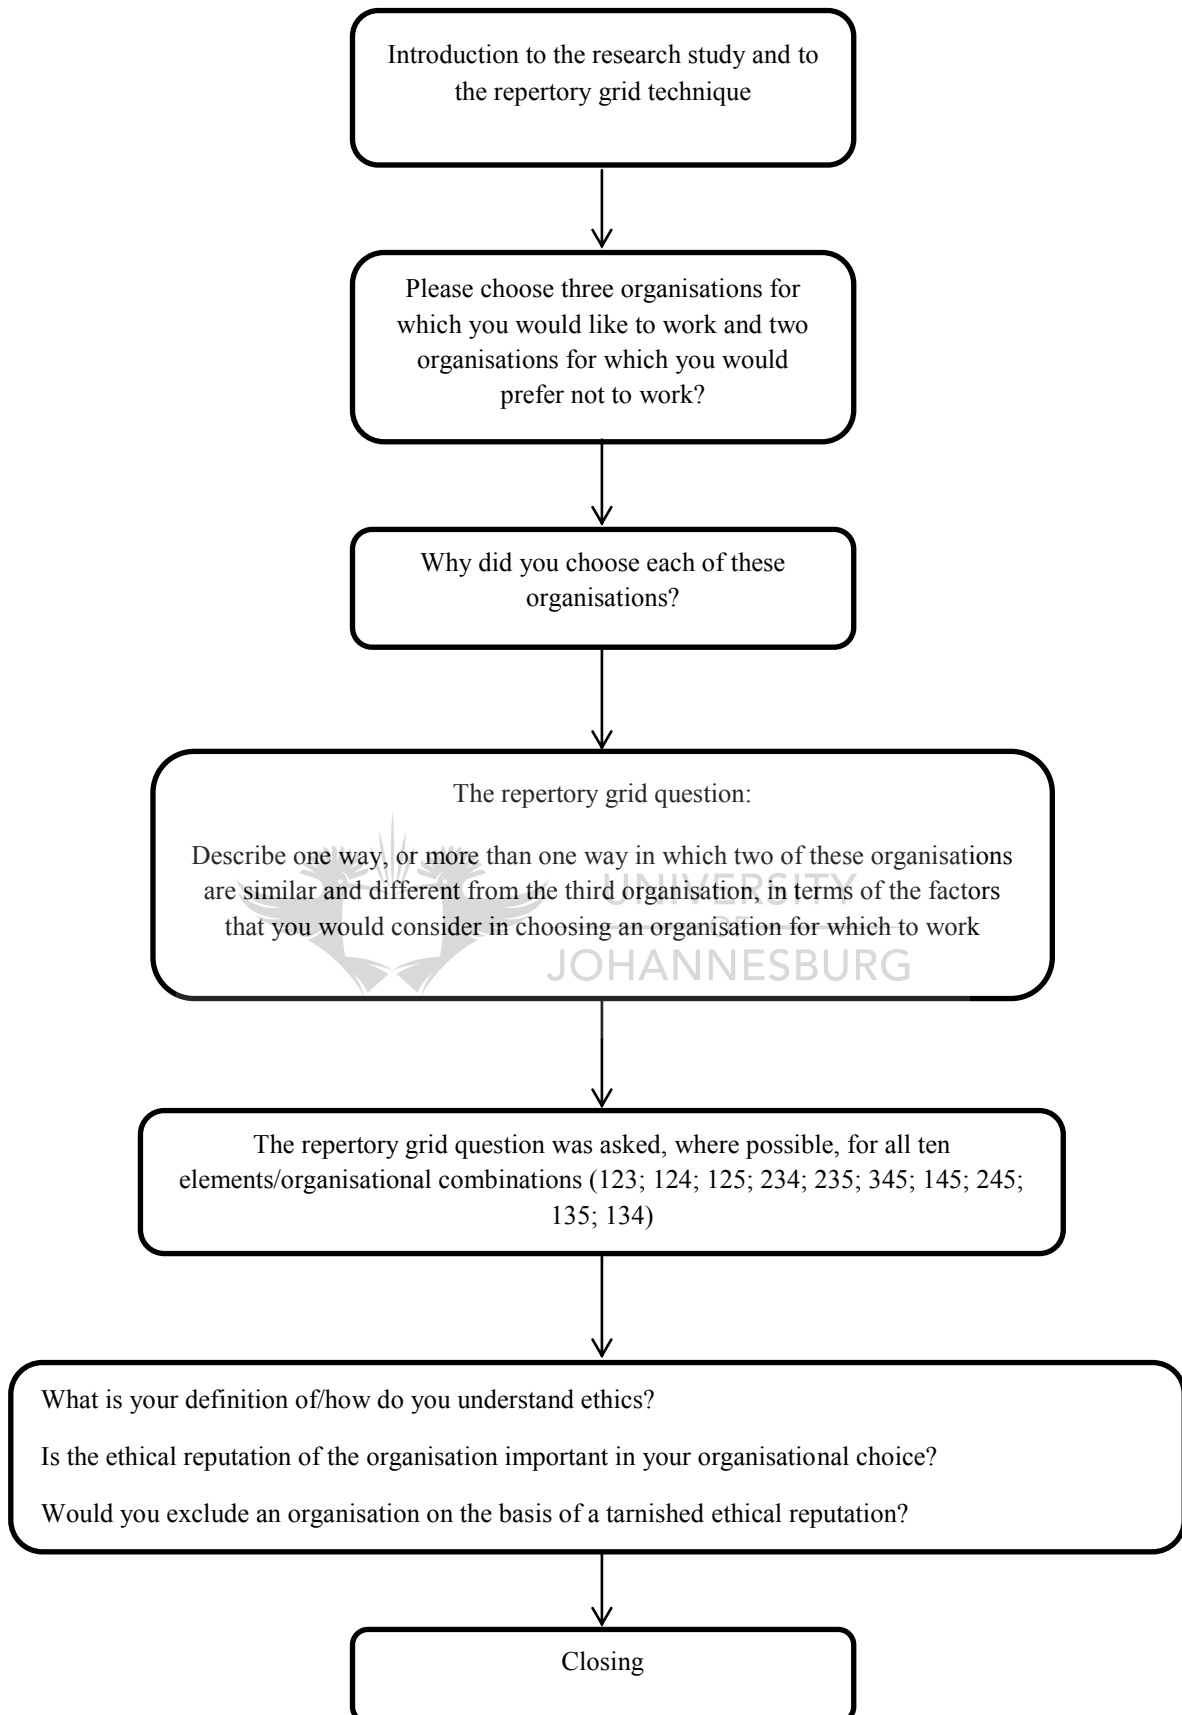 Introduction to the research study and to
the repertory grid technique
Please choose three organisations for
which you would like to work and two
organisations for which you would
prefer not to work?
Why did you choose each of these
organisations?
The repertory grid question:
Describe one way, or more than one way in which two of these organisations
are similar and different from the third organisation, in terms of the factors
that you would consider in choosing an organisation for which to work
UNIVERSITY
OF
JOHANNESBURG
The repertory grid question was asked, where possible, for all ten
elements/organisational combinations (123; 124; 125; 234; 235; 345; 145; 245;
135; 134)
What is your definition of/how do you understand ethics?
Is the ethical reputation of the organisation important in your organisational choice?
Would you exclude an organisation on the basis of a tarnished ethical reputation?
Closing